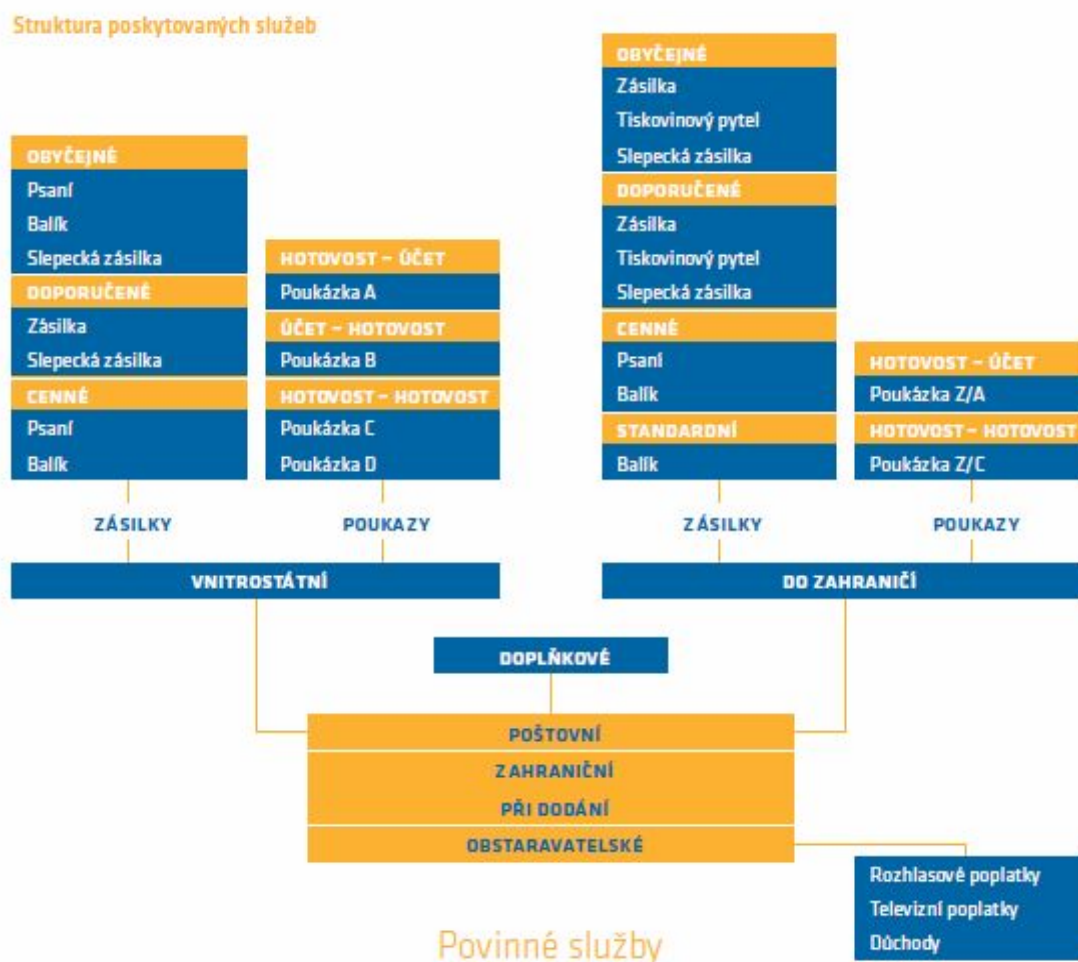 Struktura poskytovaných služeb
OBYČEJNÉ
Psaní
Balík
Slepecká zásilka
DOPORUČENÉ
Zásilka
Slepecká zásilka
CENNÉ
Psaní
Balík
HOTOVOST – ÚČET
Poukázka A
ÚČET – HOTOVOST
Poukázka B
HOTOVOST – HOTOVOST
Poukázka C
Poukázka D
OBYČEJNÉ
Zásilka
Tiskovinový pytel
Slepecká zásilka
DOPORUČENÉ
Zásilka
Tiskovinový pytel
Slepecká zásilka
CENNÉ
Psaní
Balík
STANDARDNÍ
Balík
HOTOVOST – ÚČET
Poukázka Z/A
HOTOVOST – HOTOVOST
Poukázka Z/C
ZÁSILKY
POUKAZY
ZÁSILKY
POUKAZY
VNITROSTÁTNÍ
DO ZAHRANIČÍ
DOPLŇKOVÉ
POŠTOVNÍ
ZAHRANIČNÍ
PŘI DODÁNÍ
OBSTARAVATELSKÉ
Rozhlasové poplatky
Televizní poplatky
Důchody
Povinné služby